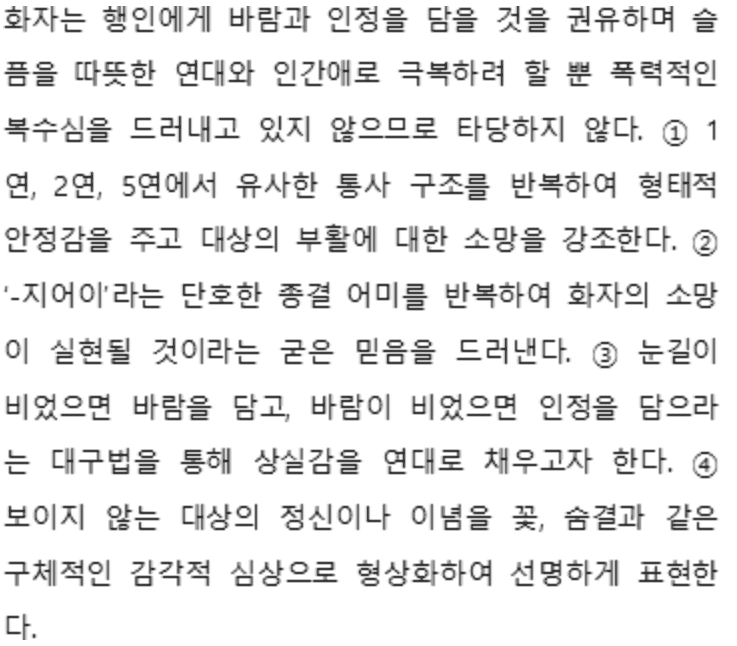 화자는 행인에게 바람과 인정을 담을 것을 권유하며 슬
픔을 따뜻한 연대와 인간애로 극복하려 할 뿐 폭력적인
복수심을 드러내고 있지 않으므로 타당하지 않다. ① 1
연, 2연, 5연에서 유사한 통사 구조를 반복하여 형태적
안정감을 주고 대상의 부활에 대한 소망을 강조한다. ②
'-지어이'라는 단호한 종결 어미를 반복하여 화자의 소망
이 실현될 것이라는 굳은 믿음을 드러낸다. ③ 눈길이
비었으면 바람을 담고, 바람이 비었으면 인정을 담으라
는 대구법을 통해 상실감을 연대로 채우고자 한다. ④
보이지 않는 대상의 정신이나 이념을 꽃, 숨결과 같은
구체적인 감각적 심상으로 형상화하여 선명하게 표현한
다.